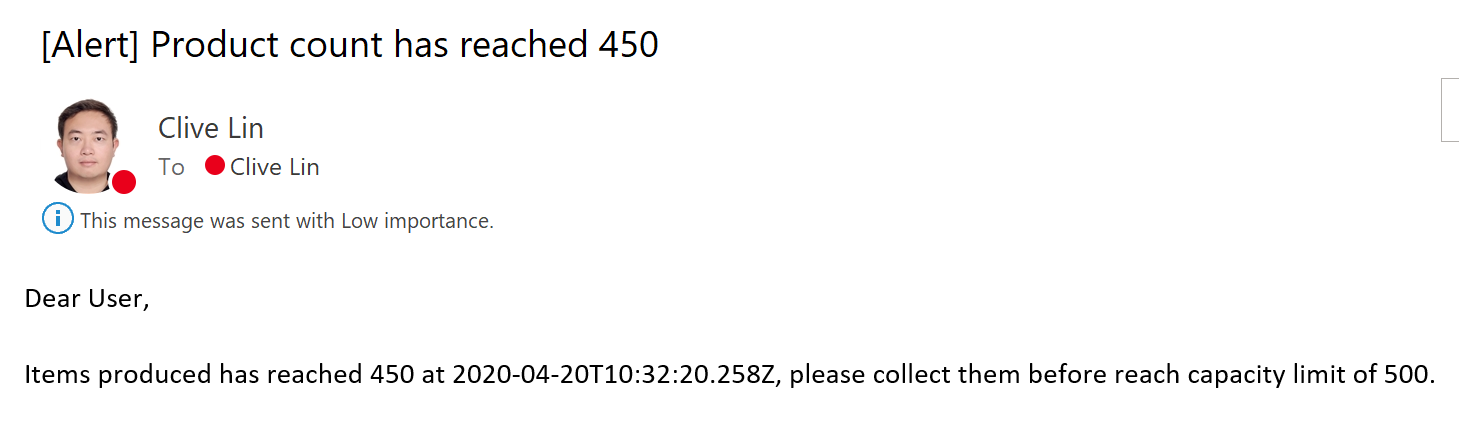 [Alert] Product count has reached 450
Clive Lin
To Clive Lin
This message was sent with Low importance.
Dear User,
Items produced has reached 450 at 2020-04-20T10:32:20.258Z, please collect them before reach capacity limit of 500.